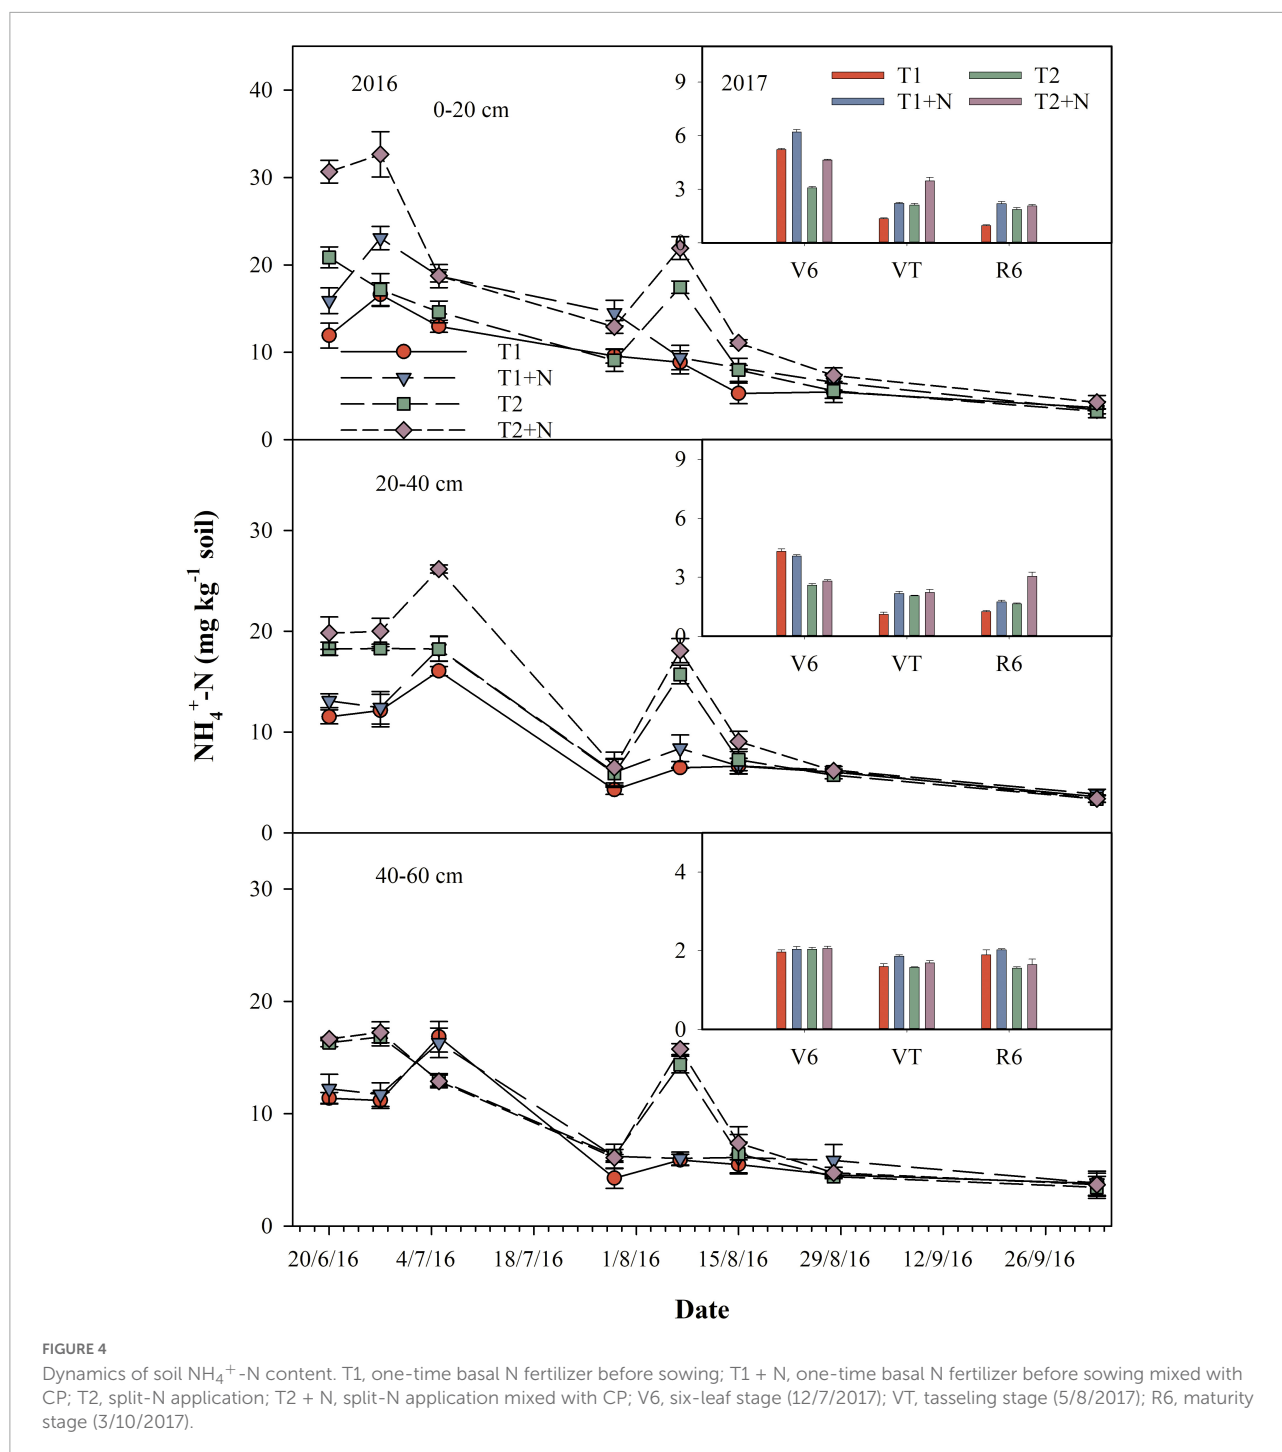 2016
0-20 cm
40
30
20
10
0
T1
T1+N
T2
T2+N
2017
9
6
3
0
T1
T2
T1+N
T2+N
V6
VT
R6
20-40 cm
30
20
10
0
9
6
3
0
V6
VT
R6
NH₄⁺-N (mg kg⁻¹ soil)
40-60 cm
30
20
10
0
4
2
0
V6
VT
R6
20/6/16
4/7/16
18/7/16
1/8/16
15/8/16
29/8/16
12/9/16
26/9/16
Date
FIGURE 4
Dynamics of soil NH₄⁺-N content. T1, one-time basal N fertilizer before sowing; T1 + N, one-time basal N fertilizer before sowing mixed with
CP; T2, split-N application; T2 + N, split-N application mixed with CP; V6, six-leaf stage (12/7/2017); VT, tasseling stage (5/8/2017); R6, maturity
stage (3/10/2017).